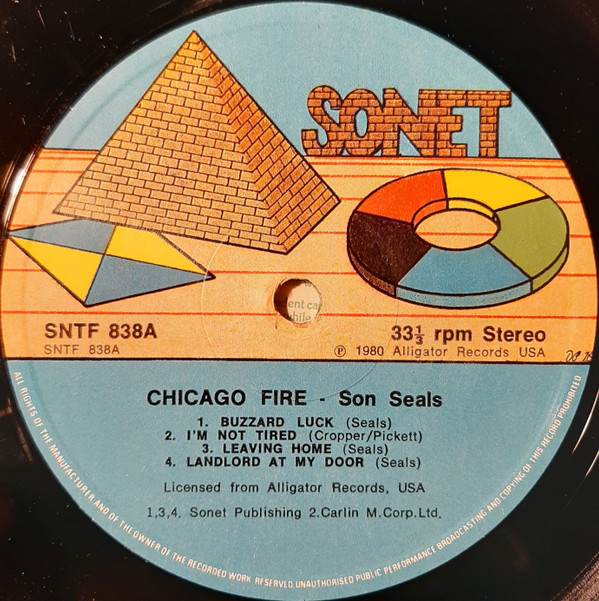 SONET
ent ca
hile
SNTF 838A
SNTF 838A
33⅓ rpm Stereo
Ⓟ 1980 Alligator Records USA
CHICAGO FIRE - Son Seals
1. BUZZARD LUCK (Seals)
2. I'M NOT TIRED (Cropper/Pickett)
3. LEAVING HOME (Seals)
4. LANDLORD AT MY DOOR (Seals)
Licensed from Alligator Records, USA
1,3,4. Sonet Publishing 2.Carlin M.Corp.Ltd.
ALL RIGHTS OF THE MANUFACTURER AND OF THE OWNER OF THE RECORDED WORK RESERVED.UNAUTHORISED PUBLIC PERFORMANCE BROADCASTING AND COPYING OF THIS RECORD PROHIBITED